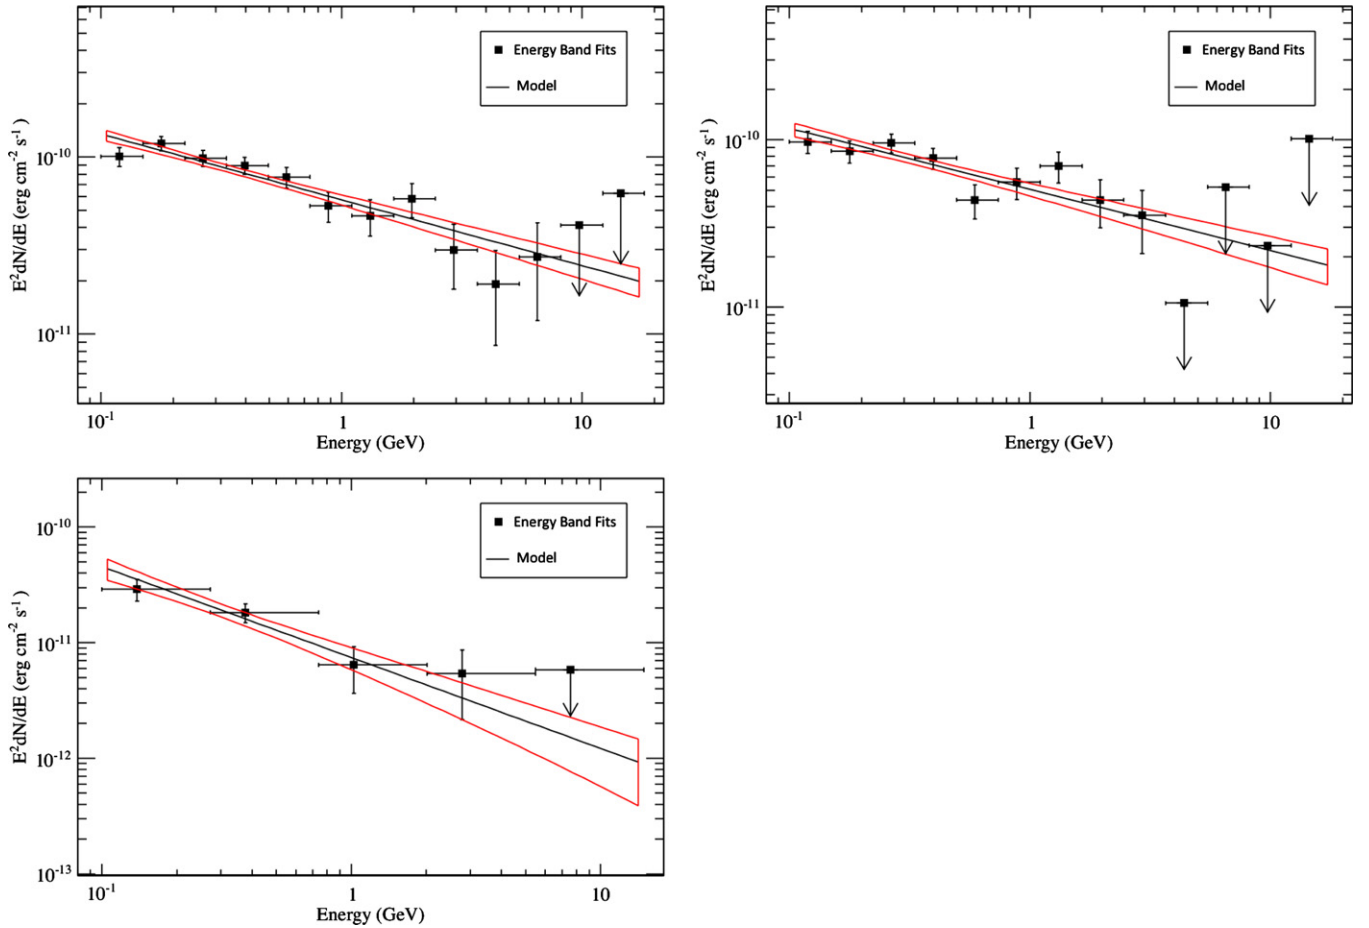 Energy Band Fits
Model
E²dN/dE (erg cm⁻² s⁻¹)
10⁻¹⁰
10⁻¹¹
10⁻¹
1
10
Energy (GeV)
Energy Band Fits
Model
E²dN/dE (erg cm⁻² s⁻¹)
10⁻¹⁰
10⁻¹¹
10⁻¹
1
10
Energy (GeV)
Energy Band Fits
Model
E²dN/dE (erg cm⁻² s⁻¹)
10⁻¹⁰
10⁻¹¹
10⁻¹²
10⁻¹³
10⁻¹
1
10
Energy (GeV)